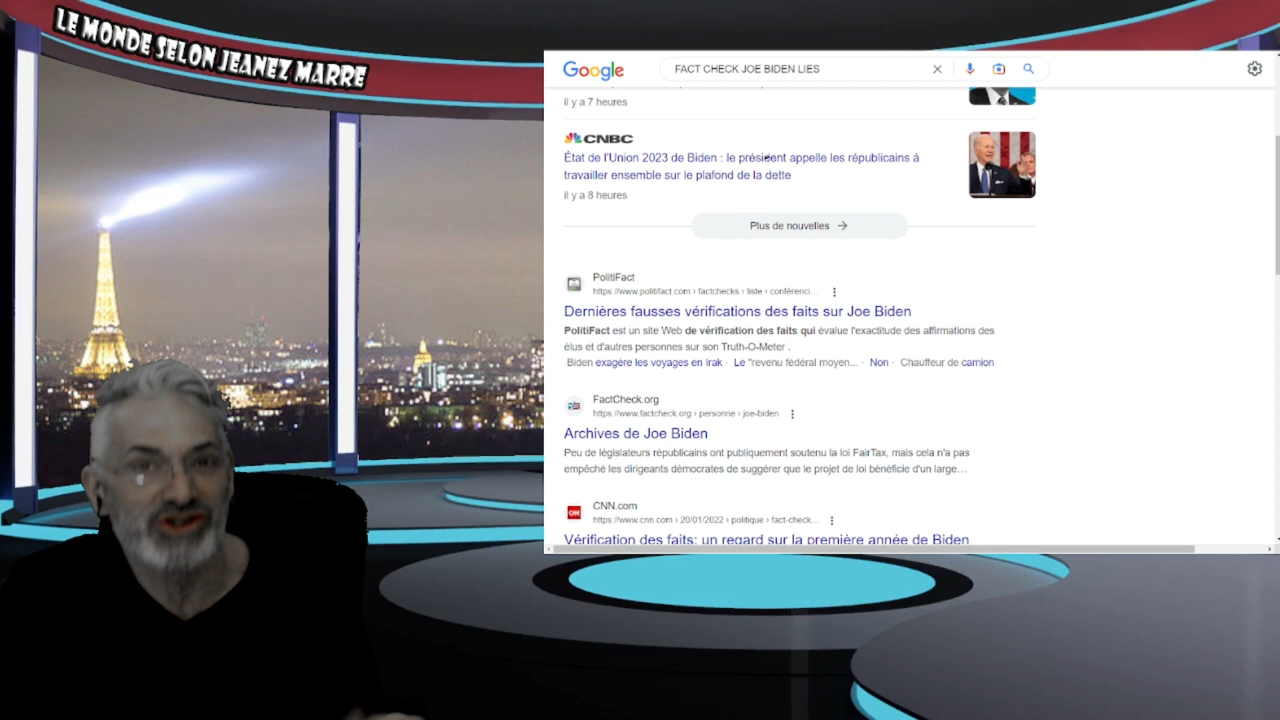 LE MONDE SELON JEANEZ MARRE
Google
FACT CHECK JOE BIDEN LIES
il y a 7 heures
CNBC
État de l'Union 2023 de Biden : le président appelle les républicains à
travailler ensemble sur le plafond de la dette
il y a 8 heures
Plus de nouvelles →
PolitiFact
https://www.politifact.com › factchecks › liste › conférenci...
Dernières fausses vérifications des faits sur Joe Biden
PolitiFact est un site Web de vérification des faits qui évalue l'exactitude des affirmations des
élus et d'autres personnes sur son Truth-O-Meter .
Biden exagère les voyages en Irak · Le "revenu fédéral moyen... · Non · Chauffeur de camion
FactCheck.org
https://www.factcheck.org › personne › joe-biden
Archives de Joe Biden
Peu de législateurs républicains ont publiquement soutenu la loi FairTax, mais cela n'a pas
empêché les dirigeants démocrates de suggérer que le projet de loi bénéficie d'un large...
CNN
CNN.com
https://www.cnn.com › 20/01/2022 › politique › fact-check...
Vérification des faits: un regard sur la première année de Biden